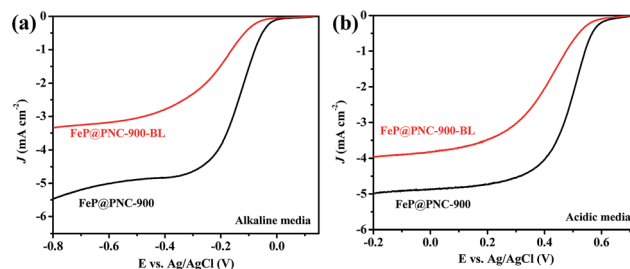 (a)
0
-1
-2
-3
-4
-5
-6
J (mA cm-2)
FeP@PNC-900-BL
FeP@PNC-900
Alkaline media
-0.8
-0.6
-0.4
-0.2
0.0
E vs. Ag/AgCl (V)
(b)
0
-1
-2
-3
-4
-5
-6
J (mA cm-2)
FeP@PNC-900-BL
FeP@PNC-900
Acidic media
-0.2
0.0
0.2
0.4
0.6
E vs. Ag/AgCl (V)